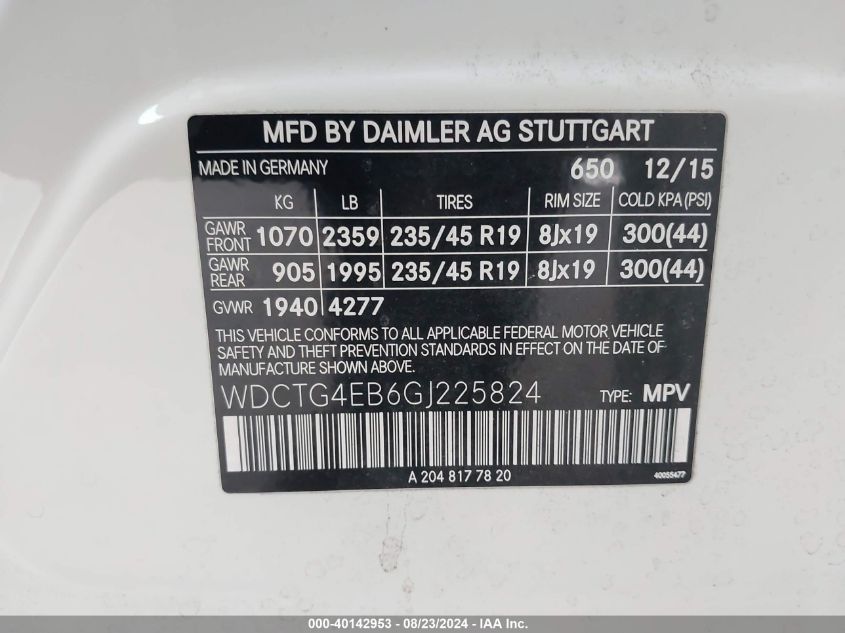 MFD BY DAIMLER AG STUTTGART
MADE IN GERMANY 650 12/15
KG LB TIRES RIM SIZE COLD KPA (PSI)
GAWR FRONT 1070 2359 235/45 R19 8Jx19 300(44)
GAWR REAR 905 1995 235/45 R19 8Jx19 300(44)
GVWR 1940 4277
THIS VEHICLE CONFORMS TO ALL APPLICABLE FEDERAL MOTOR VEHICLE
SAFETY AND THEFT PREVENTION STANDARDS IN EFFECT ON THE DATE OF
MANUFACTURE SHOWN ABOVE.
WDCTG4EB6GJ225824 TYPE: MPV
A 204 817 78 20 40055477
000-40142953 - 08/23/2024 - IAA Inc.